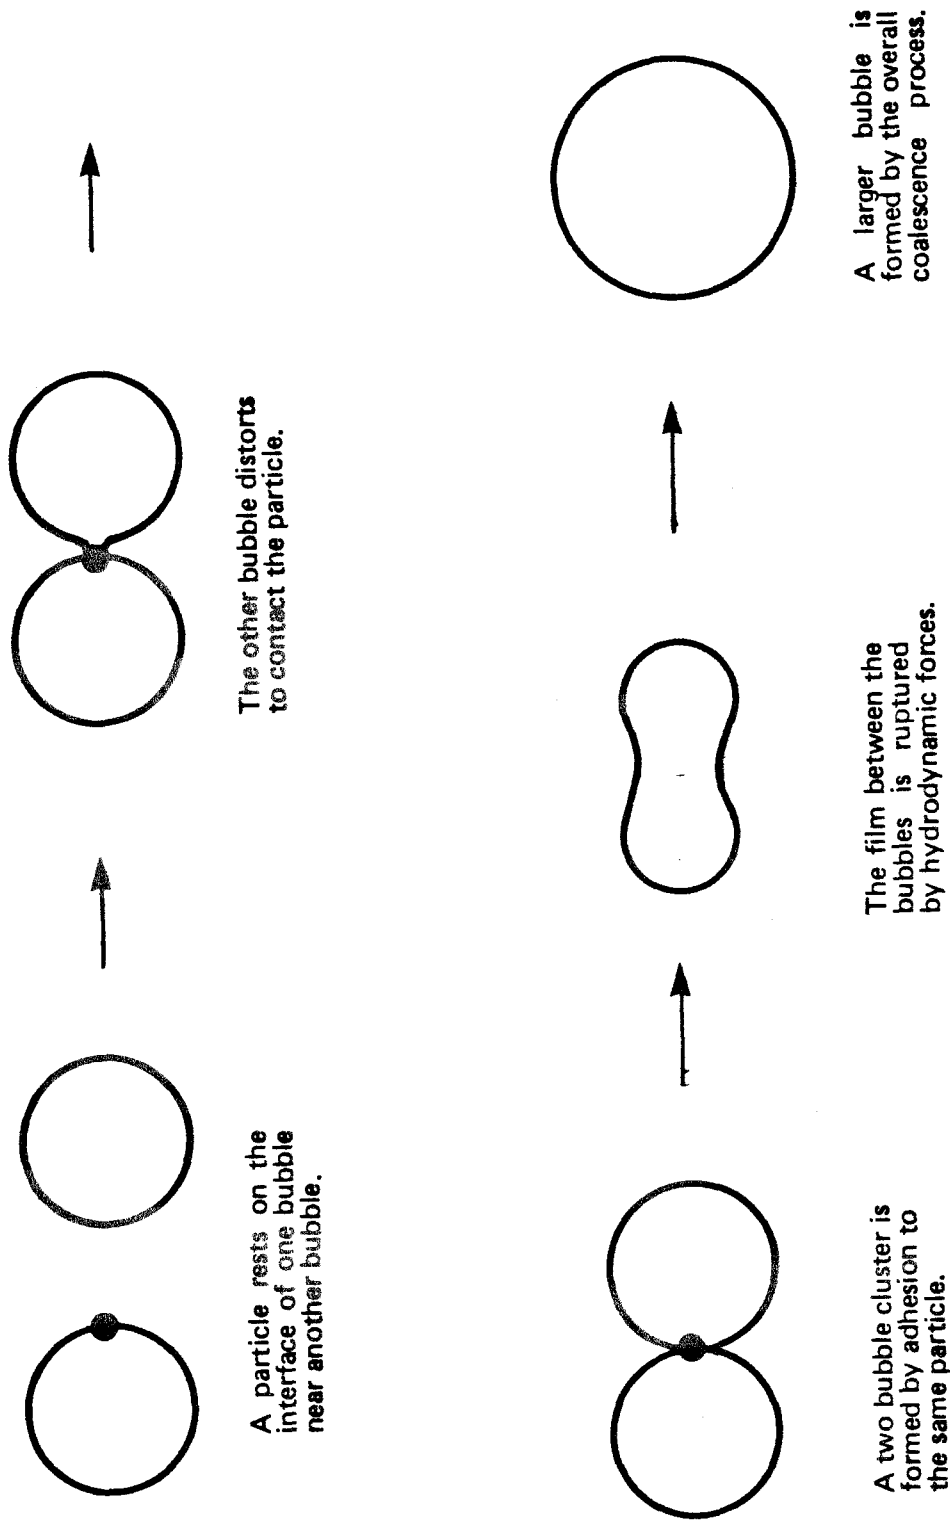 A particle rests on the
interface of one bubble
near another bubble.
The other bubble distorts
to contact the particle.
A two bubble cluster is
formed by adhesion to
the same particle.
The film between the
bubbles is ruptured
by hydrodynamic forces.
A larger bubble is
formed by the overall
coalescence process.